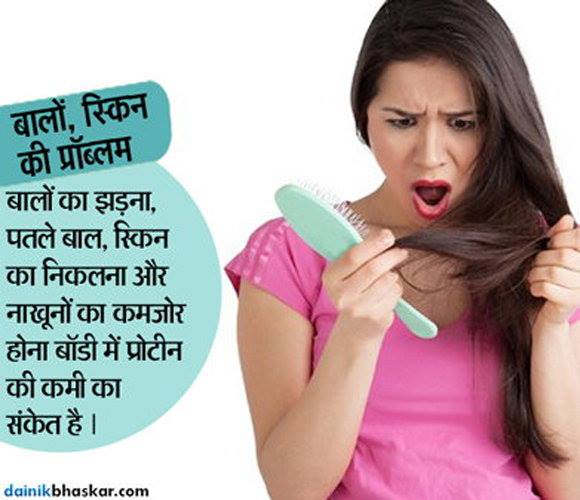 बालों, स्किन
की प्रॉब्लम
बालों का झड़ना,
पतले बाल, स्किन
का निकलना और
नाखूनों का कमजोर
होना बॉडी में प्रोटीन
की कमी का
संकेत है।
dainikbhaskar.com